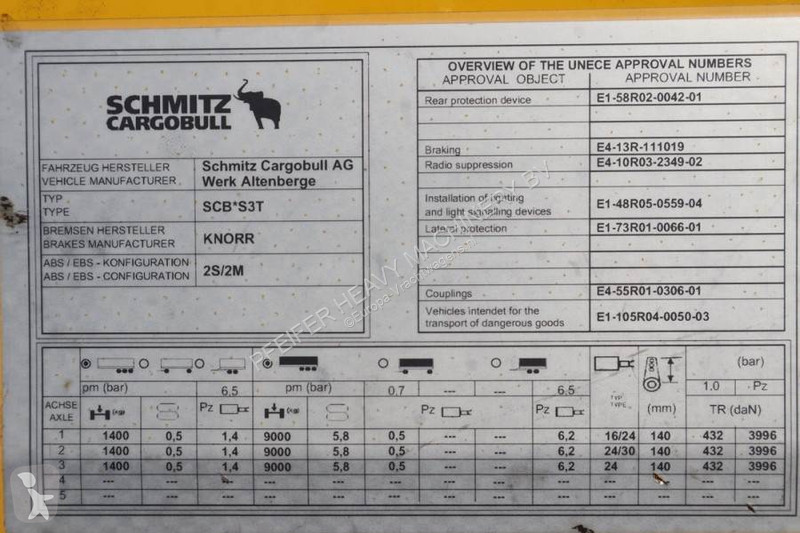 SCHMITZ
CARGOBULL
FAHRZEUG HERSTELLER
VEHICLE MANUFACTURER
Schmitz Cargobull AG
Werk Altenberge
TYP
TYPE
SCB*S3T
BREMSEN HERSTELLER
BRAKES MANUFACTURER
KNORR
ABS / EBS - KONFIGURATION
ABS / EBS - CONFIGURATION
2S/2M
OVERVIEW OF THE UNECE APPROVAL NUMBERS
APPROVAL OBJECT APPROVAL NUMBER
Rear protection device E1-58R02-0042-01
Braking E4-13R-111019
Radio suppression E4-10R03-2349-02
Installation of lighting
and light signalling devices E1-48R05-0559-04
Lateral protection E1-73R01-0066-01
Couplings E4-55R01-0306-01
Vehicles intendet for the
transport of dangerous goods E1-105R04-0050-03
PFEIFER HEAVY MACHINERY BV
(bar)
pm (bar) 6,5 pm (bar) 0,7 --- --- 6,5 1,0 Pz
ACHSE
AXLE
(kg) Pz (kg) Pz Pz TYP
TYPE (mm) TR (daN)
1 1400 0,5 1,4 9000 5,8 0,5 --- --- 6,2 16/24 140 432 3996
2 1400 0,5 1,4 9000 5,8 0,5 --- --- 6,2 24/30 140 432 3996
3 1400 0,5 1,4 9000 5,8 0,5 --- --- 6,2 24 140 432 3996
4 --- --- --- --- --- --- --- --- --- --- --- --- ---
5 --- --- --- --- --- --- --- --- --- --- --- --- ---